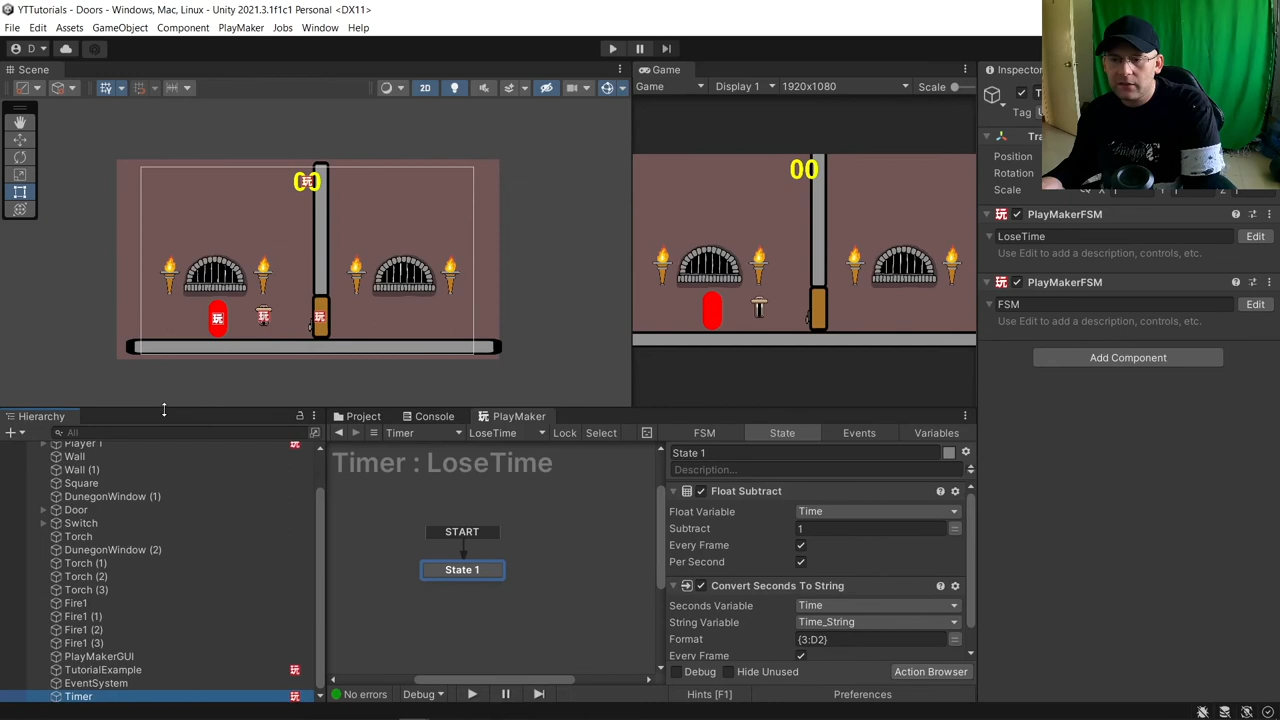 YTTutorials - Doors - Windows, Mac, Linux - Unity 2021.3.1f1c1 Personal <DX11>
File Edit Assets GameObject Component PlayMaker Jobs Window Help
D
Scene Game Inspector
2D Game Display 1 1920x1080 Scale
Tag
Position
Rotation
Scale X
00
00
PlayMakerFSM
LoseTime Edit
Use Edit to add a description, controls, etc.
PlayMakerFSM
FSM Edit
Use Edit to add a description, controls, etc.
Add Component
Hierarchy Project Console PlayMaker
All Timer LoseTime Lock Select FSM State Events Variables
Player 1
Wall
Wall (1)
Square
DunegonWindow (1)
Door
Switch
Torch
DunegonWindow (2)
Torch (1)
Torch (2)
Torch (3)
Fire1
Fire1 (1)
Fire1 (2)
Fire1 (3)
PlayMakerGUI
TutorialExample
EventSystem
Timer
Timer : LoseTime
START
State 1
No errors Debug
State 1
Description...
Float Subtract
Float Variable Time
Subtract 1
Every Frame
Per Second
Convert Seconds To String
Seconds Variable Time
String Variable Time_String
Format {3:D2}
Every Frame
Debug Hide Unused Action Browser
Hints [F1] Preferences